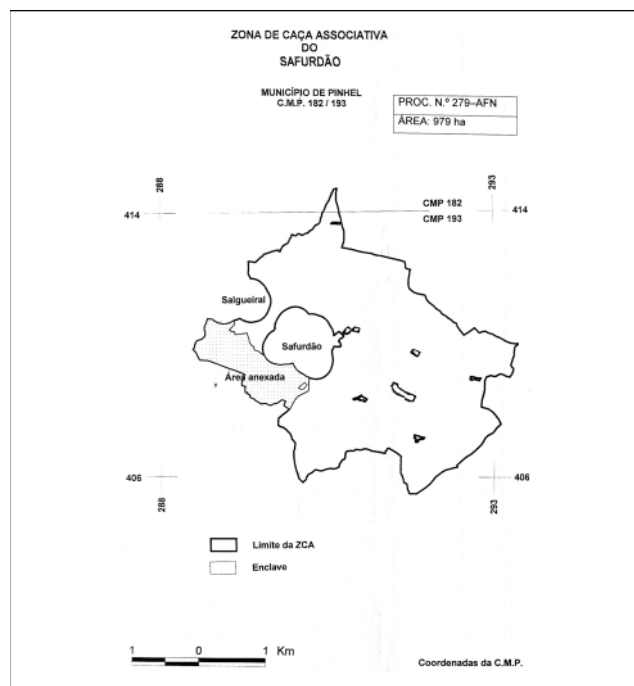 ZONA DE CAÇA ASSOCIATIVA
DO
SAFURDÃO
MUNICÍPIO DE PINHEL
C.M.P. 182 / 193
PROC. N.º 279–AFN
ÁREA: 979 ha
288
293
414
CMP 182
414
CMP 193
Salgueiral
Safurdão
Área anexada
406
406
288
293
Limite da ZCA
Enclave
1 0 1 Km
Coordenadas da C.M.P.